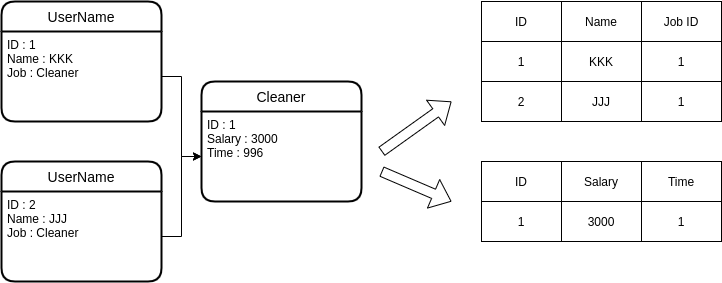 UserName
ID : 1
Name : KKK
Job : Cleaner
UserName
ID : 2
Name : JJJ
Job : Cleaner
Cleaner
ID : 1
Salary : 3000
Time : 996
ID Name Job ID
1 KKK 1
2 JJJ 1
ID Salary Time
1 3000 1